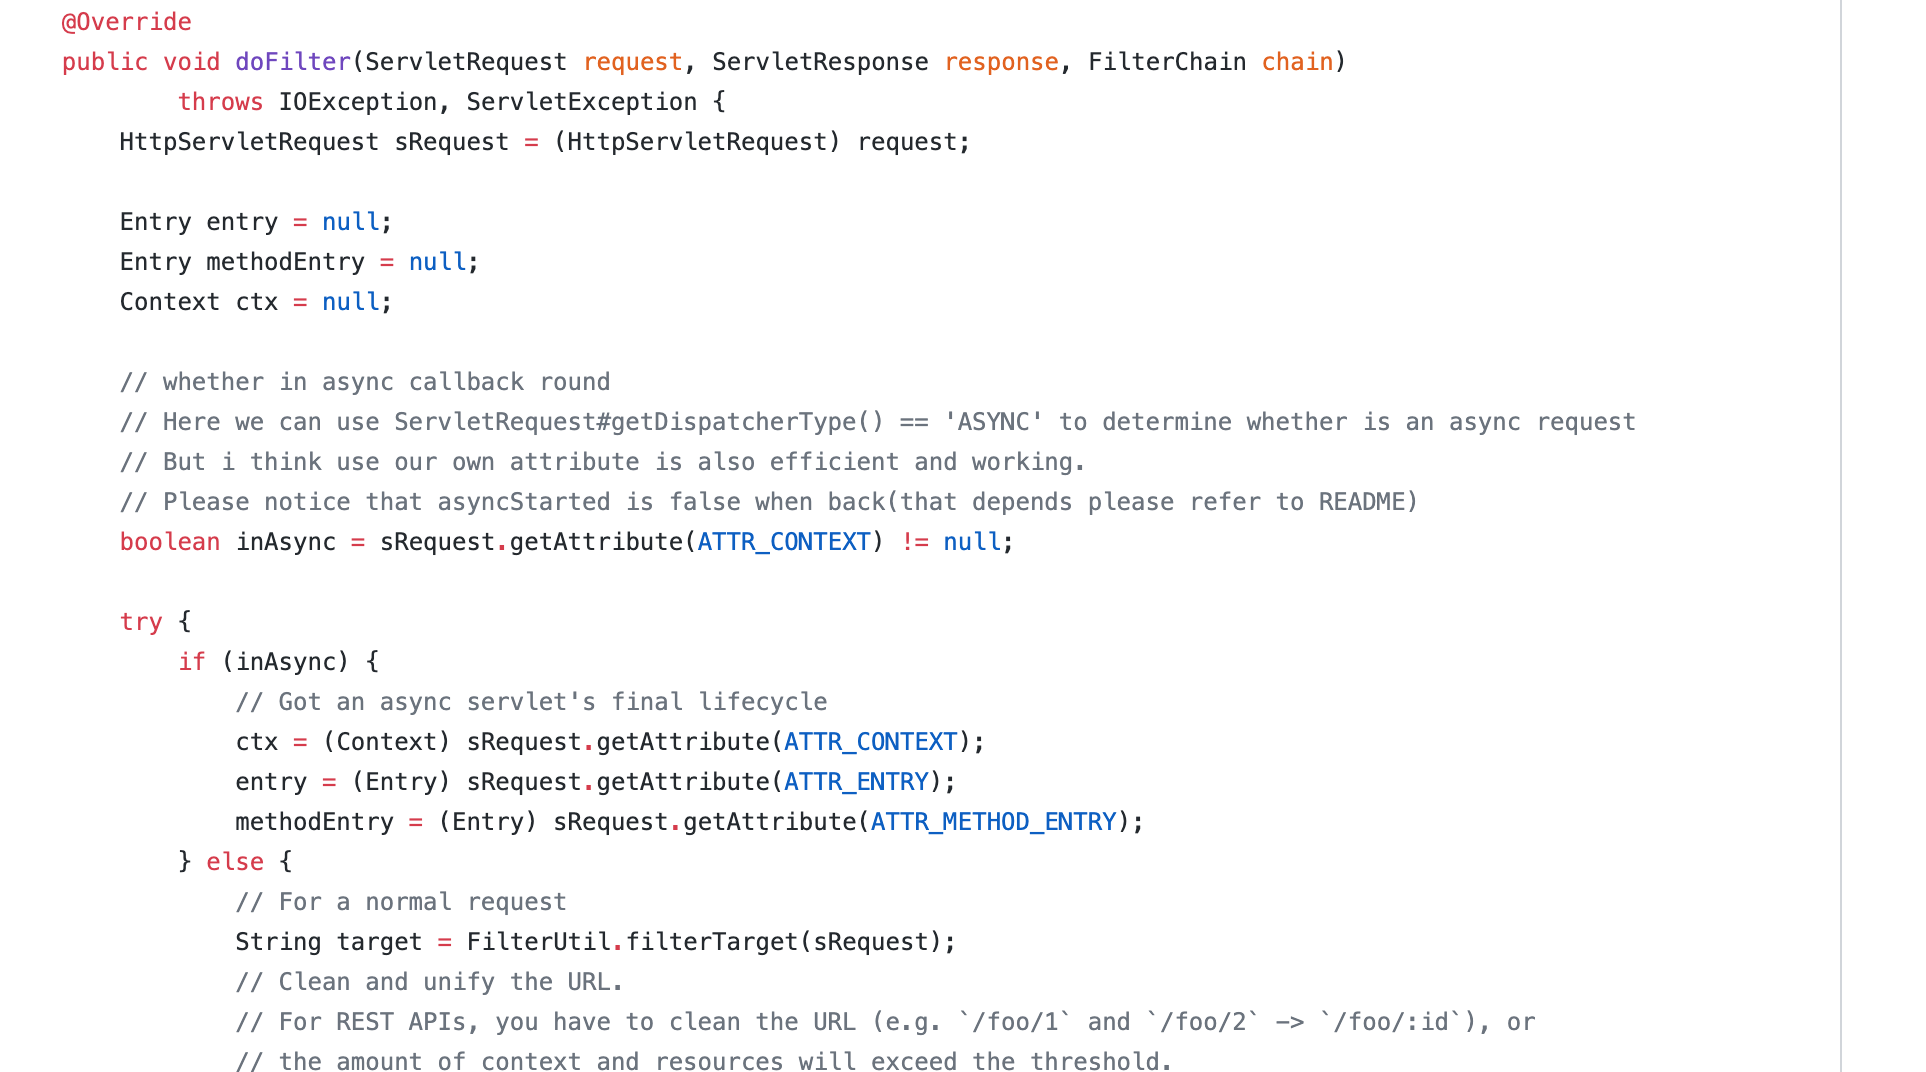 @Override
public void doFilter(ServletRequest request, ServletResponse response, FilterChain chain)
        throws IOException, ServletException {
    HttpServletRequest sRequest = (HttpServletRequest) request;

    Entry entry = null;
    Entry methodEntry = null;
    Context ctx = null;

    // whether in async callback round
    // Here we can use ServletRequest#getDispatcherType() == 'ASYNC' to determine whether is an async request
    // But i think use our own attribute is also efficient and working.
    // Please notice that asyncStarted is false when back(that depends please refer to README)
    boolean inAsync = sRequest.getAttribute(ATTR_CONTEXT) != null;

    try {
        if (inAsync) {
            // Got an async servlet's final lifecycle
            ctx = (Context) sRequest.getAttribute(ATTR_CONTEXT);
            entry = (Entry) sRequest.getAttribute(ATTR_ENTRY);
            methodEntry = (Entry) sRequest.getAttribute(ATTR_METHOD_ENTRY);
        } else {
            // For a normal request
            String target = FilterUtil.filterTarget(sRequest);
            // Clean and unify the URL.
            // For REST APIs, you have to clean the URL (e.g. `/foo/1` and `/foo/2` -> `/foo/:id`), or
            // the amount of context and resources will exceed the threshold.